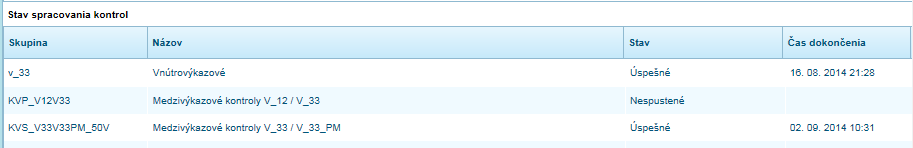 Stav spracovania kontrol
Skupina Názov Stav Čas dokončenia
v_33 Vnútrovýkazové Úspešné 16. 08. 2014 21:28
KVP_V12V33 Medzivýkazové kontroly V_12 / V_33 Nespustené
KVS_V33V33PM_50V Medzivýkazové kontroly V_33 / V_33_PM Úspešné 02. 09. 2014 10:31